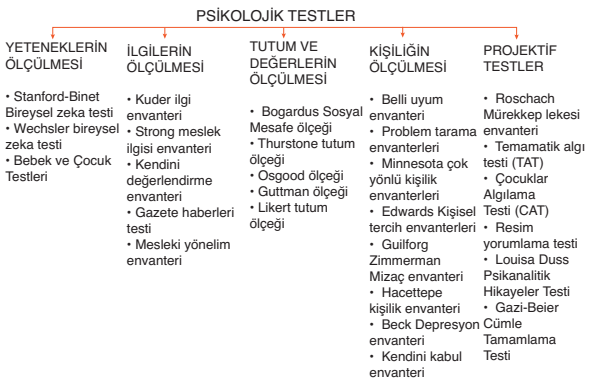 PSİKOLOJİK TESTLER
YETENEKLERİN
ÖLÇÜLMESİ
• Stanford-Binet
Bireysel zeka testi
• Wechsler bireysel
zeka testi
• Bebek ve Çocuk
Testleri
İLGİLERİN
ÖLÇÜLMESİ
• Kuder ilgi
envanteri
• Strong meslek
ilgisi envanteri
• Kendini
değerlendirme
envanteri
• Gazete haberleri
testi
• Mesleki yönelim
envanteri
TUTUM VE
DEĞERLERİN
ÖLÇÜLMESİ
• Bogardus Sosyal
Mesafe ölçeği
• Thurstone tutum
ölçeği
• Osgood ölçeği
• Guttman ölçeği
• Likert tutum
ölçeği
KİŞİLİĞİN
ÖLÇÜLMESİ
• Belli uyum
envanteri
• Problem tarama
envanterleri
• Minnesota çok
yönlü kişilik
envanterleri
• Edwards Kişisel
tercih envanterleri
• Guilforg
Zimmerman
Mizaç envanteri
• Hacettepe
kişilik envanteri
• Beck Depresyon
envanteri
• Kendini kabul
envanteri
PROJEKTİF
TESTLER
• Roschach
Mürekkep lekesi
envanteri
• Temamatik algı
testi (TAT)
• Çocuklar
Algılama
Testi (CAT)
• Resim
yorumlama testi
• Louisa Duss
Psikanalitik
Hikayeler Testi
• Gazi-Beier
Cümle
Tamamlama
Testi